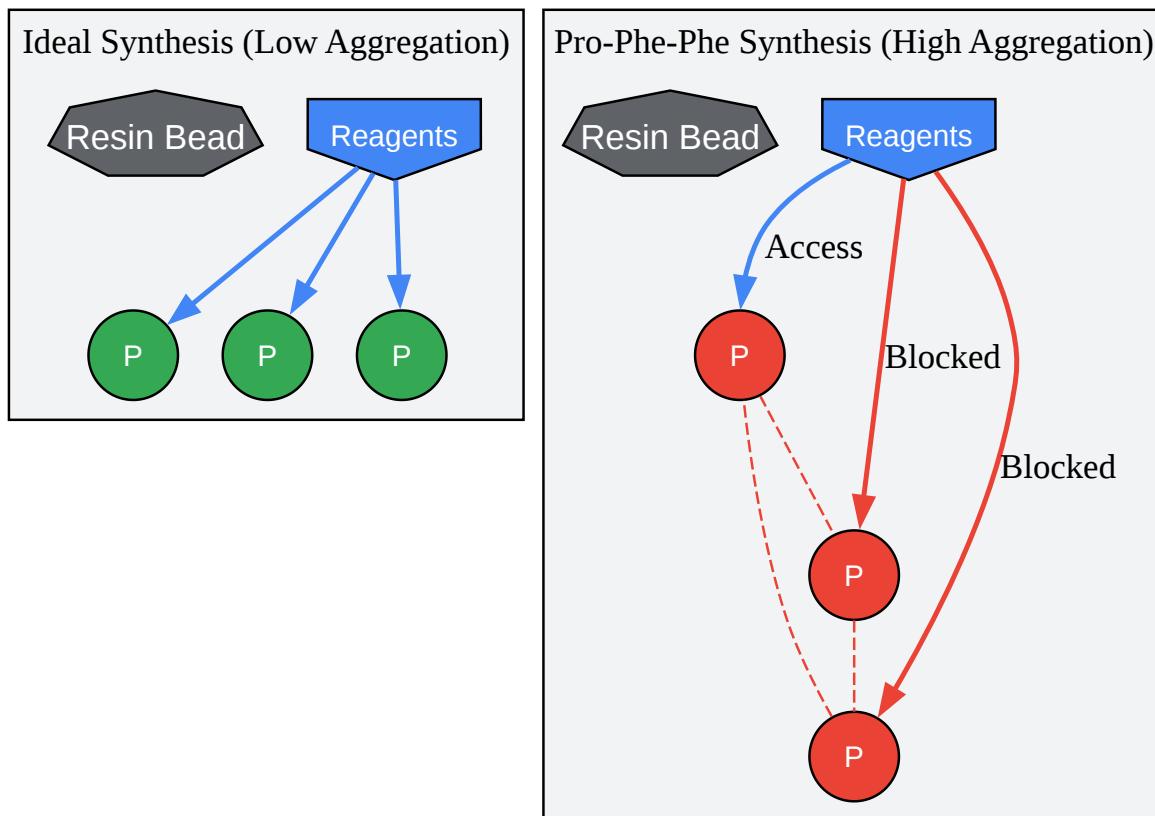 Ideal Synthesis (Low Aggregation)
Resin Bead
Reagents
P
P
P
Pro-Phe-Phe Synthesis (High Aggregation)
Resin Bead
Reagents
Access
P
Blocked
Blocked
P
P